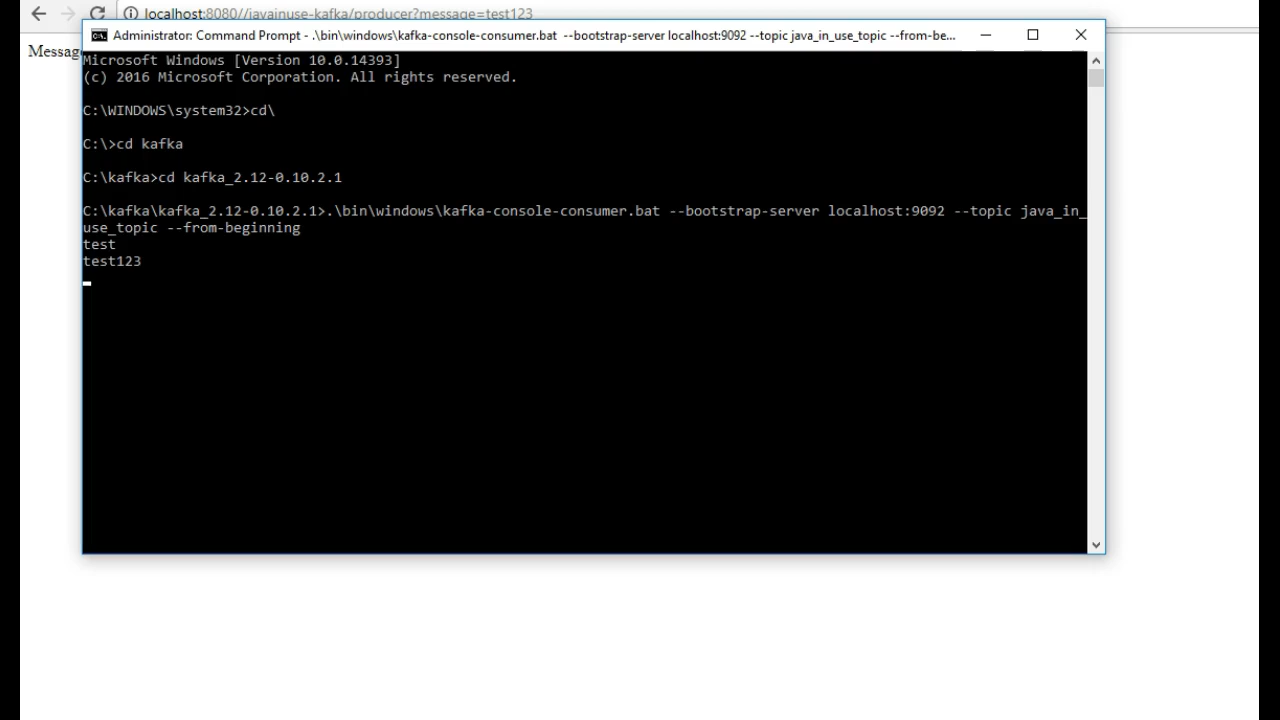 localhost:8080//javainuse-kafka/producer?message=test123
Administrator: Command Prompt - .\bin\windows\kafka-console-consumer.bat --bootstrap-server localhost:9092 --topic java_in_use_topic --from-be...
Messag
Microsoft Windows [Version 10.0.14393]
(c) 2016 Microsoft Corporation. All rights reserved.
C:\WINDOWS\system32>cd\
C:\>cd kafka
C:\kafka>cd kafka_2.12-0.10.2.1
C:\kafka\kafka_2.12-0.10.2.1>.\bin\windows\kafka-console-consumer.bat --bootstrap-server localhost:9092 --topic java_in_
use_topic --from-beginning
test
test123